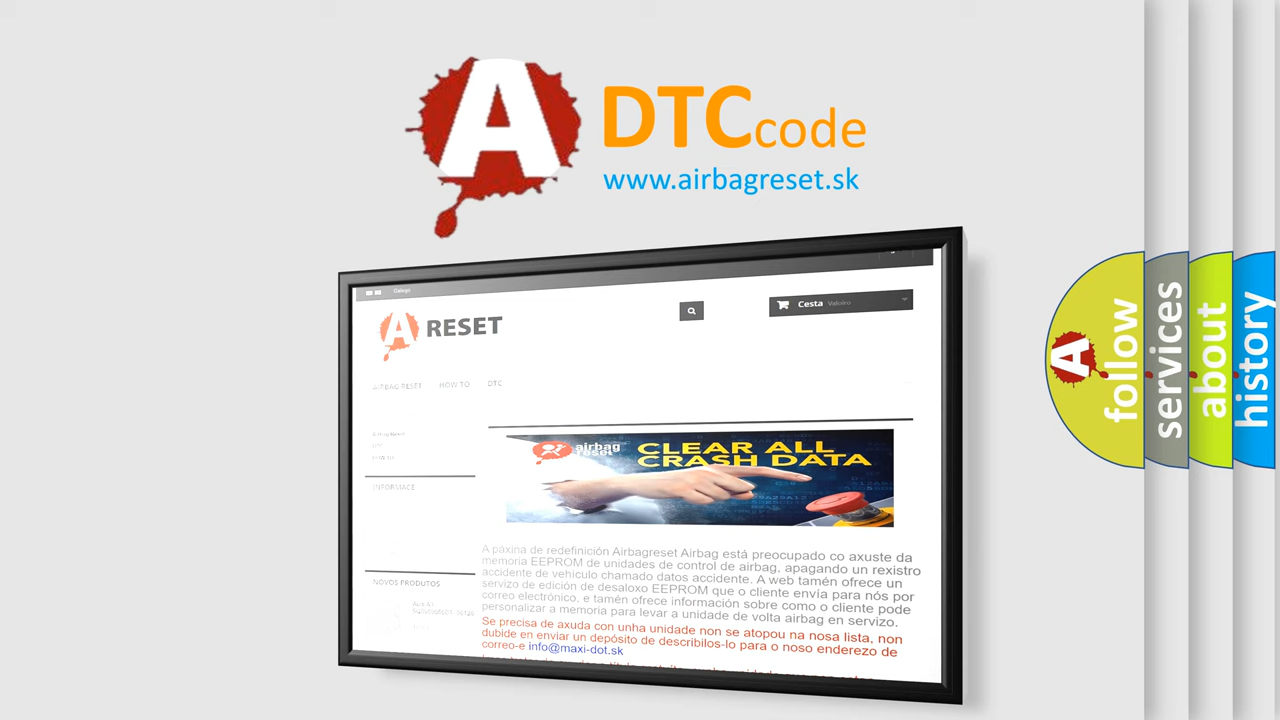 A
DTCcode
www.airbagreset.sk
Galego
A RESET
Cesta Valeiro
AIRBAG RESET HOW TO DTC
INFORMACE
NOVOS PRODUTOS
airbag
reset
CLEAR ALL
CRASH DATA
A páxina de redefinición Airbagreset Airbag está preocupado co axuste da
memoria EEPROM de unidades de control de airbag, apagando un rexistro
accidente de vehículo chamado datos accidente. A web tamén ofrece un
servizo de edición de desaloxo EEPROM que o cliente envía para nós por
correo electrónico, e tamén ofrece información sobre como o cliente pode
personalizar a memoria para levar a unidade de volta airbag en servizo.
Se precisa de axuda con unha unidade non se atopou na nosa lista, non
dubide en enviar un depósito de describilos-lo para o noso enderezo de
correo-e info@maxi-dot.sk
A
follow
services
about
history